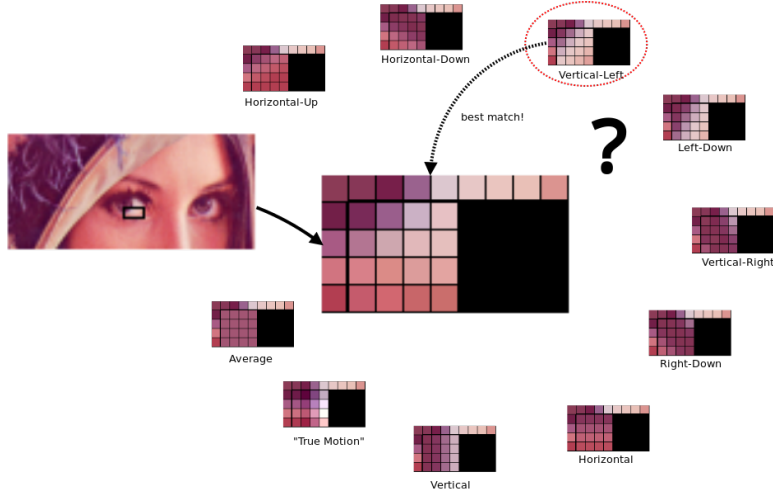 Horizontal-Down
Vertical-Left
Horizontal-Up
best match!
?
Left-Down
Vertical-Right
Average
Right-Down
"True Motion"
Horizontal
Vertical